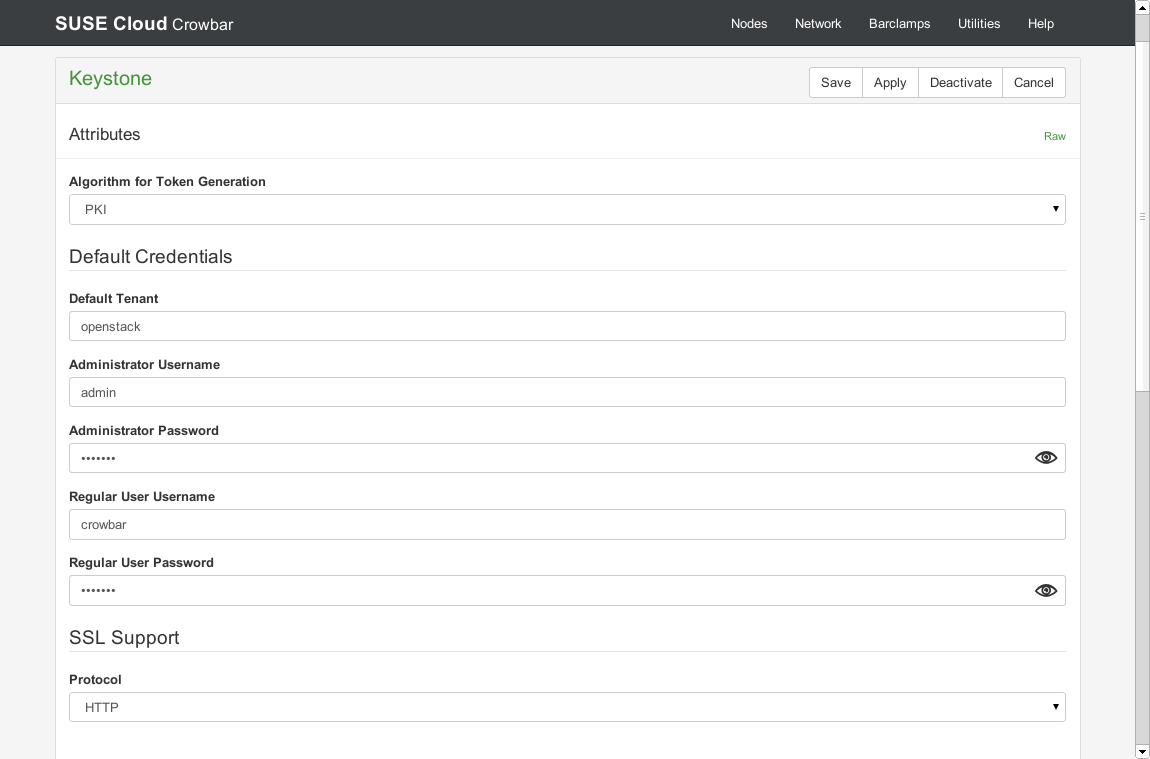 SUSE Cloud Crowbar Nodes Network Barclamps Utilities Help
Keystone Save Apply Deactivate Cancel
Attributes Raw
Algorithm for Token Generation
PKI
Default Credentials
Default Tenant
openstack
Administrator Username
admin
Administrator Password
•••••••
Regular User Username
crowbar
Regular User Password
•••••••
SSL Support
Protocol
HTTP